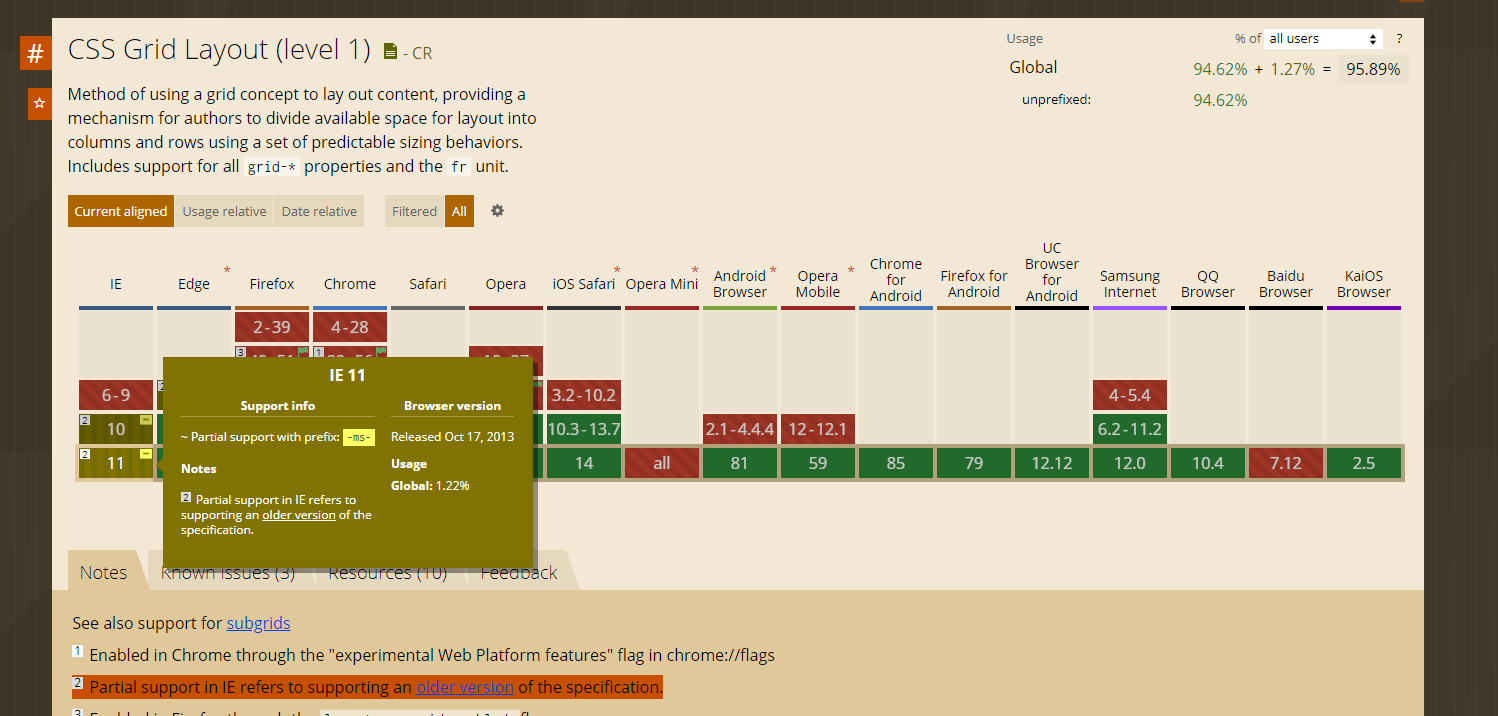 #
CSS Grid Layout (level 1) - CR
Usage % of all users ?
Global 94.62% + 1.27% = 95.89%
unprefixed: 94.62%
Method of using a grid concept to lay out content, providing a
mechanism for authors to divide available space for layout into
columns and rows using a set of predictable sizing behaviors.
Includes support for all grid-* properties and the fr unit.
Current aligned Usage relative Date relative Filtered All
IE Edge * Firefox Chrome Safari Opera iOS Safari * Opera Mini * Android Browser * Opera Mobile * Chrome for Android Firefox for Android UC Browser for Android Samsung Internet QQ Browser Baidu Browser KaiOS Browser
2-39 4-28
3 1
6-9 2 3.2-10.2 4-5.4
2 10 - 10.3-13.7 2.1-4.4.4 12-12.1 6.2-11.2
2 11 - 14 all 81 59 85 79 12.12 12.0 10.4 7.12 2.5
IE 11
Support info Browser version
~ Partial support with prefix: -ms- Released Oct 17, 2013
Notes Usage
Global: 1.22%
2 Partial support in IE refers to
supporting an older version of the
specification.
Notes Known issues (3) Resources (10) Feedback
See also support for subgrids
1 Enabled in Chrome through the "experimental Web Platform features" flag in chrome://flags
2 Partial support in IE refers to supporting an older version of the specification.
3 Enabled in Firefox through the